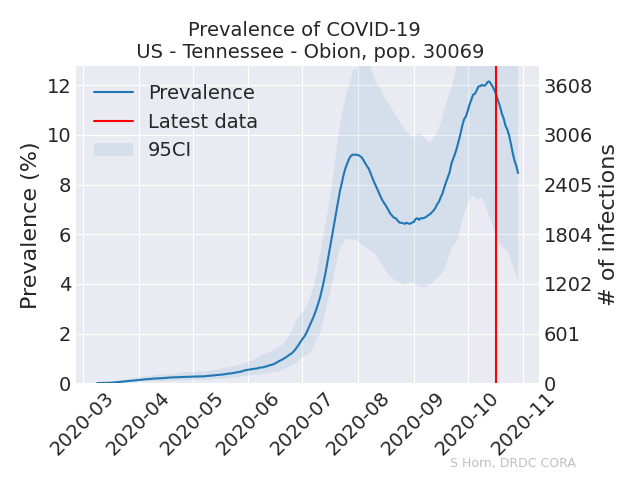 Prevalence of COVID-19
US - Tennessee - Obion, pop. 30069
Prevalence
Latest data
95CI
Prevalence (%)
12
10
8
6
4
2
0
3608
3006
2405
1804
1202
601
0
# of infections
2020-03
2020-04
2020-05
2020-06
2020-07
2020-08
2020-09
2020-10
2020-11
S Horn, DRDC CORA